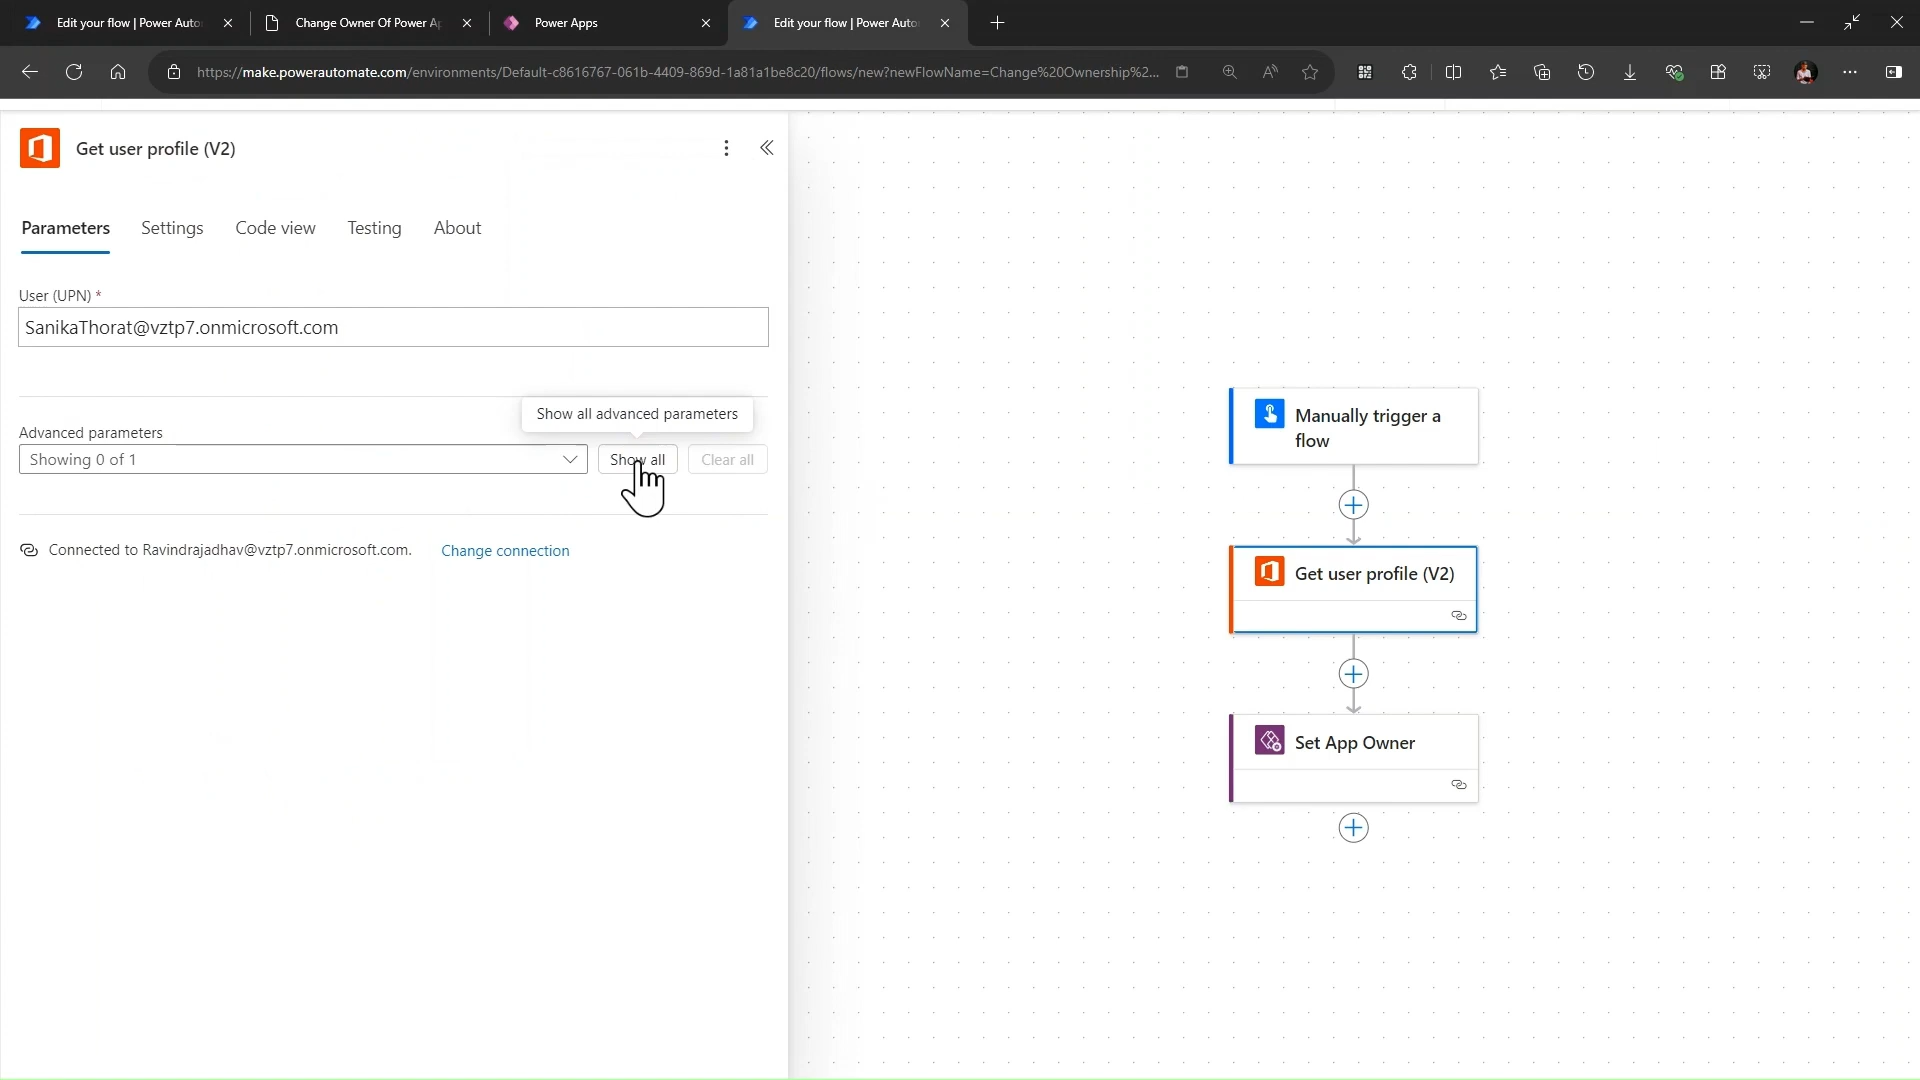 Edit your flow | Power Auto
Change Owner Of Power Ap
Power Apps
Edit your flow | Power Auto
https://make.powerautomate.com/environments/Default-c8616767-061b-4409-869d-1a81a1be8c20/flows/new?newFlowName=Change%20Ownership%2...
Get user profile (V2)
Parameters Settings Code view Testing About
User (UPN) *
SanikaThorat@vztp7.onmicrosoft.com
Show all advanced parameters
Advanced parameters
Showing 0 of 1
Show all
Clear all
Connected to Ravindrajadhav@vztp7.onmicrosoft.com. Change connection
Manually trigger a
flow
Get user profile (V2)
Set App Owner